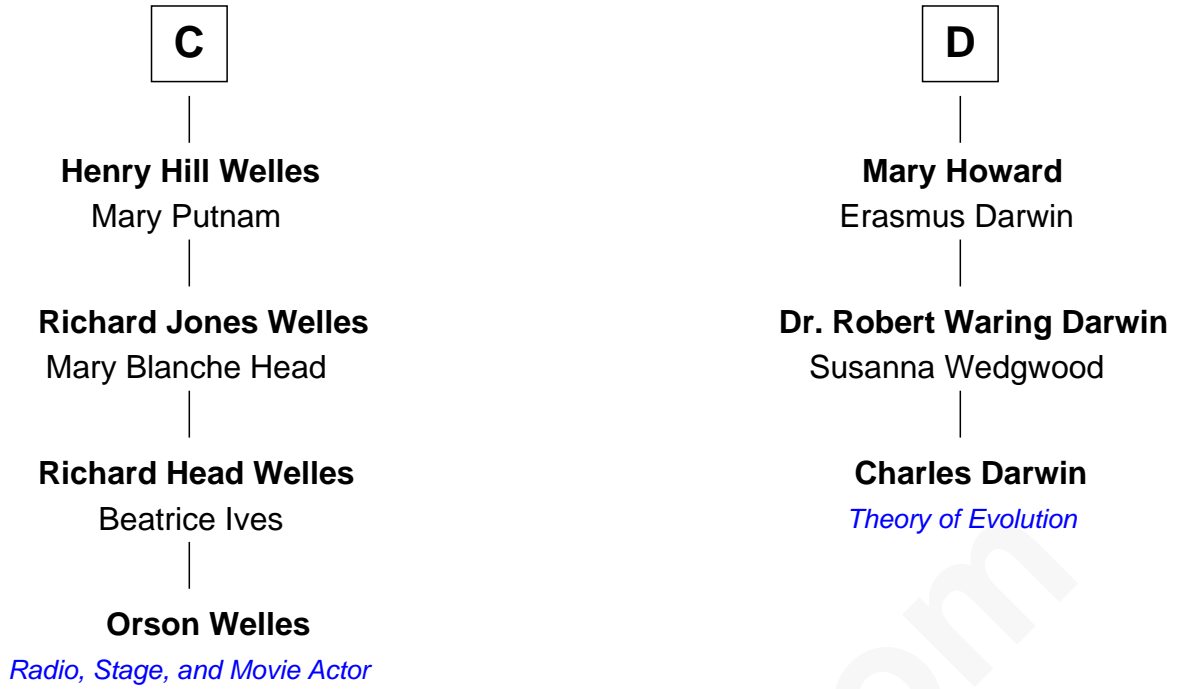 C
Henry Hill Welles
Mary Putnam
Richard Jones Welles
Mary Blanche Head
Richard Head Welles
Beatrice Ives
Orson Welles
Radio, Stage, and Movie Actor
D
Mary Howard
Erasmus Darwin
Dr. Robert Waring Darwin
Susanna Wedgwood
Charles Darwin
Theory of Evolution